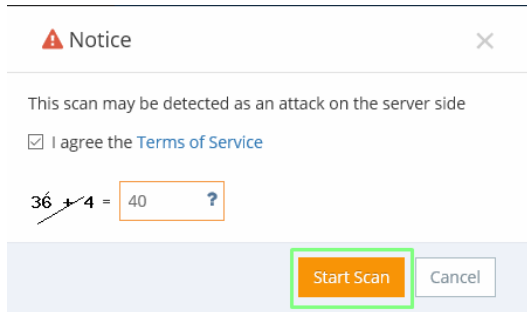 Notice
This scan may be detected as an attack on the server side
I agree the Terms of Service
36 + 4 = 40 ?
Start Scan Cancel